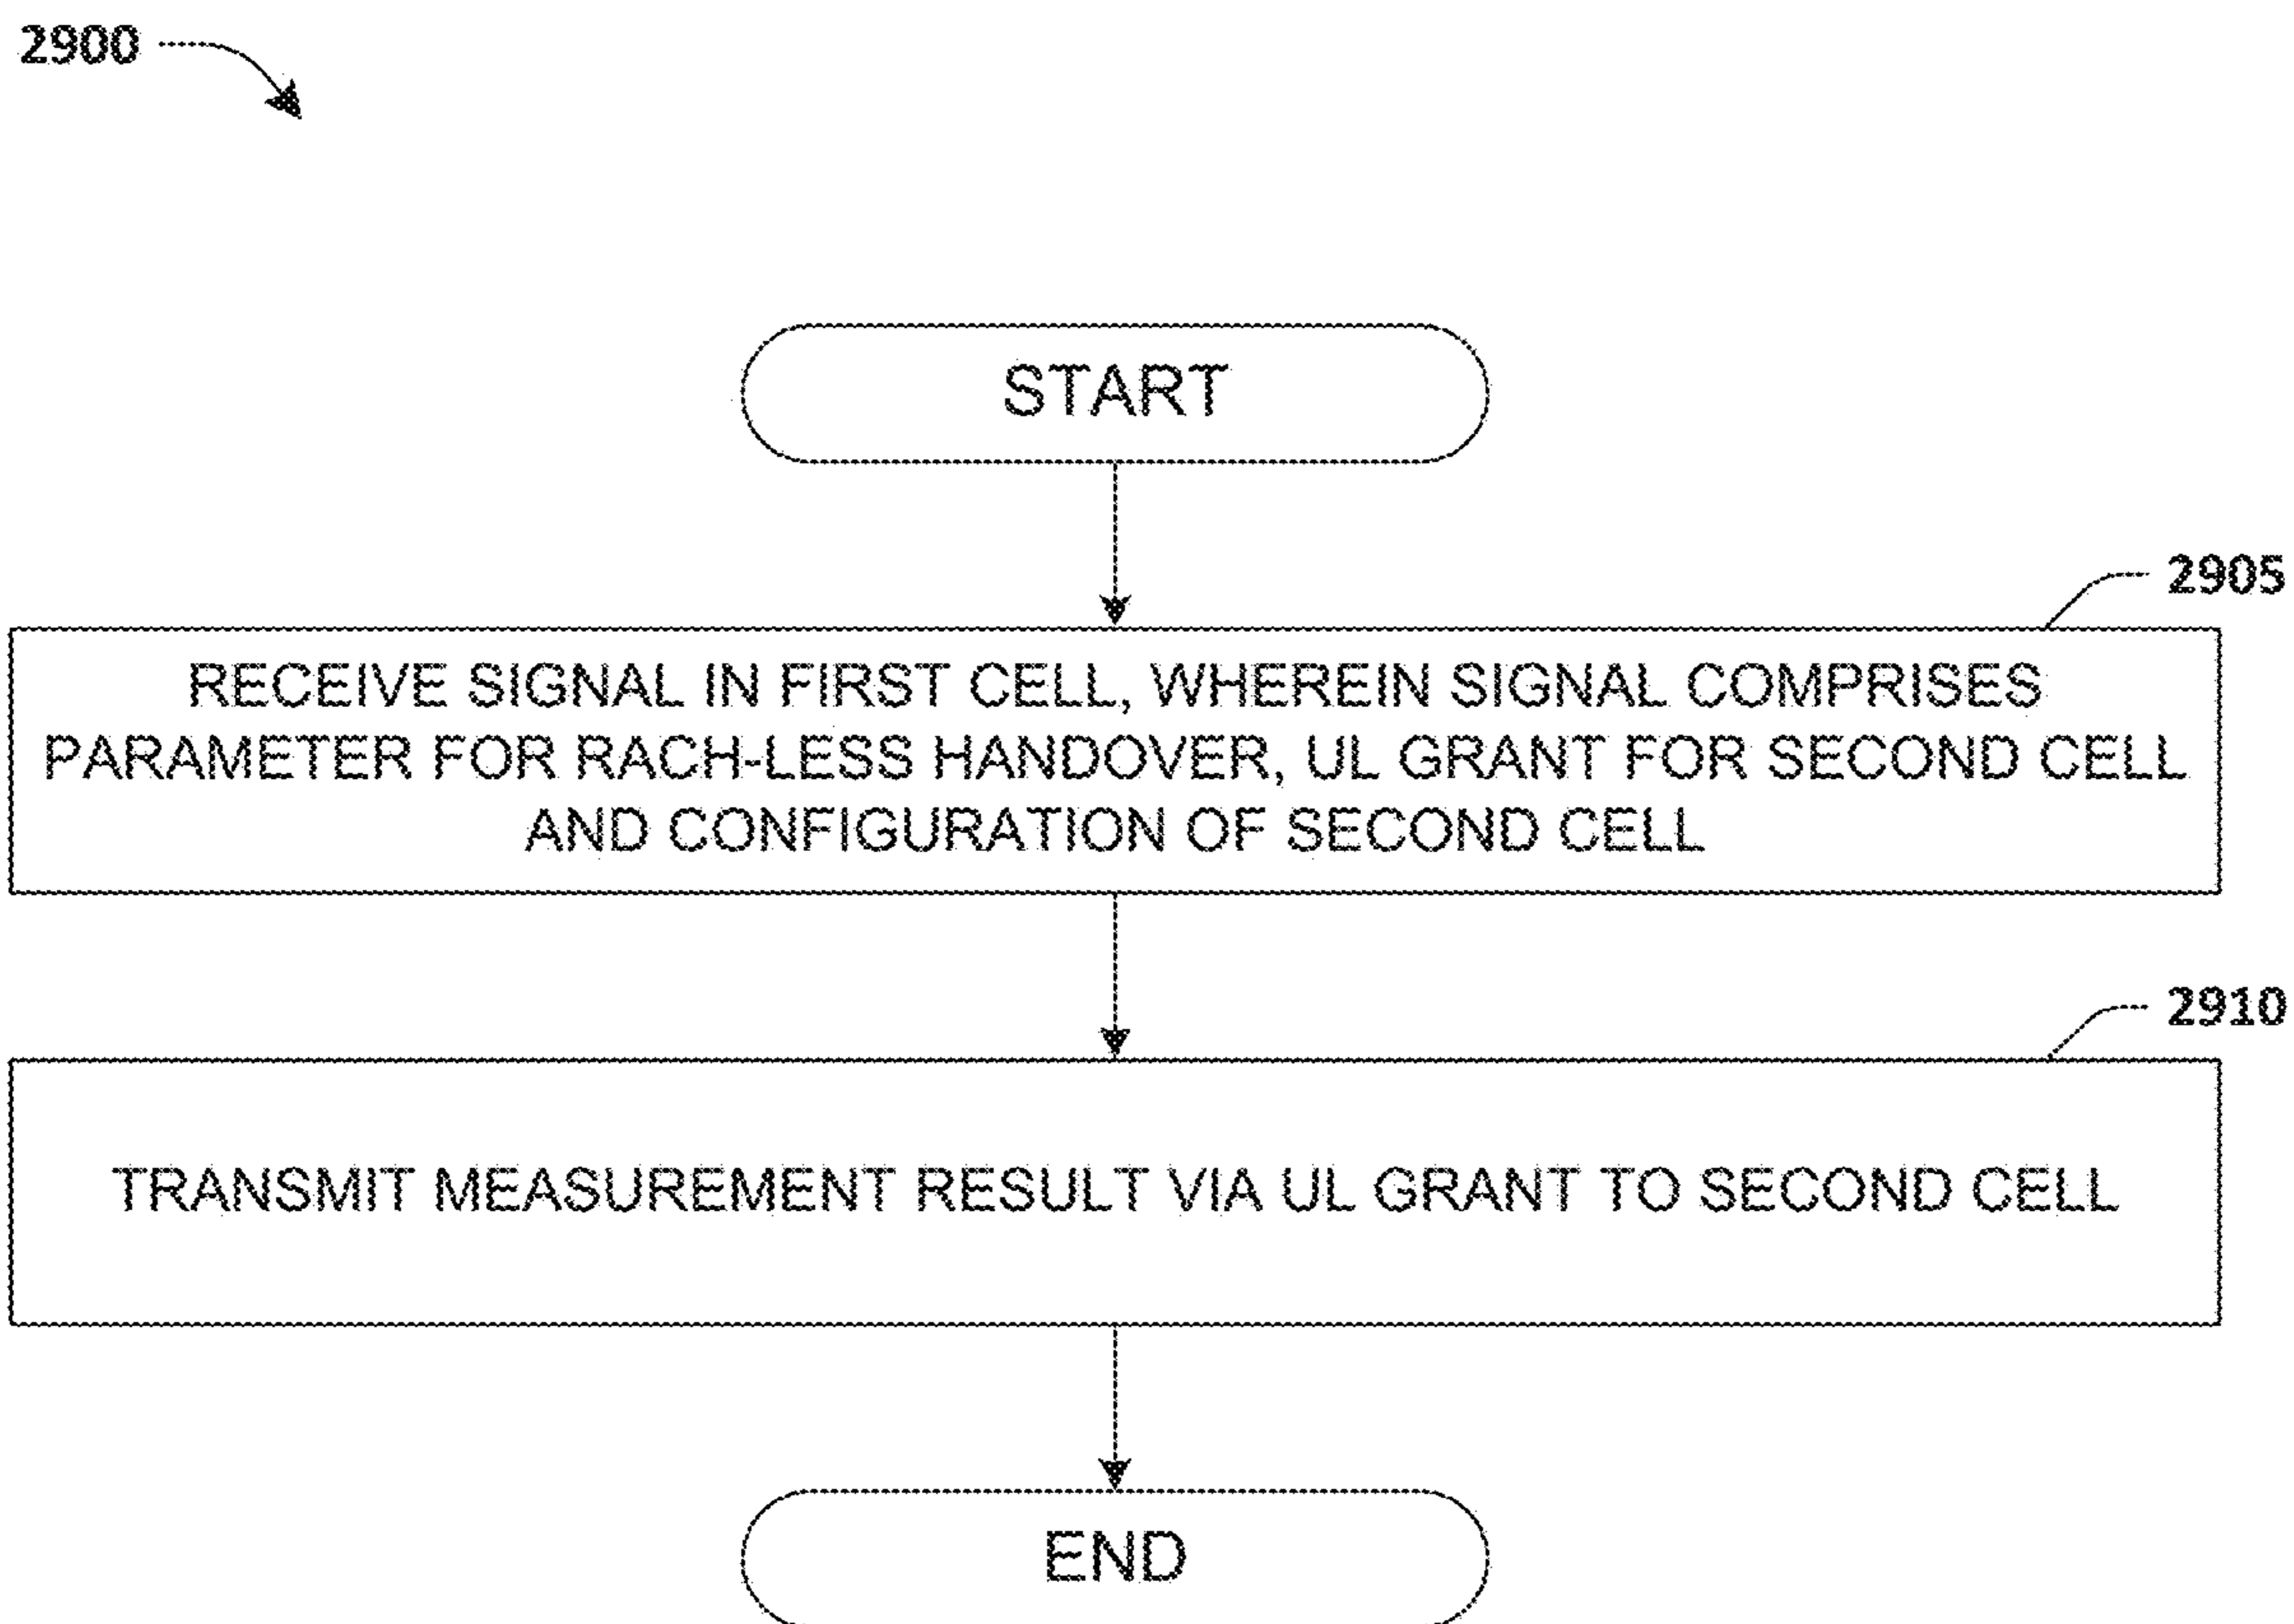 2900
START
2905
RECEIVE SIGNAL IN FIRST CELL, WHEREIN SIGNAL COMPRISES
PARAMETER FOR RACH-LESS HANDOVER, UL GRANT FOR SECOND CELL
AND CONFIGURATION OF SECOND CELL
2910
TRANSMIT MEASUREMENT RESULT VIA UL GRANT TO SECOND CELL
END